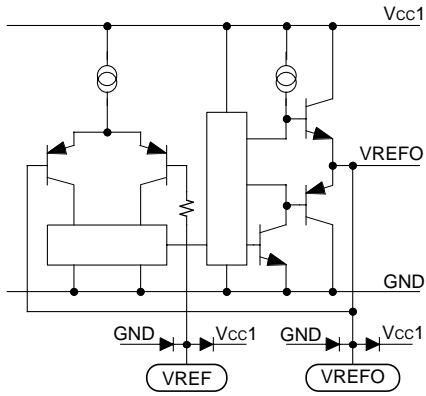 Vcc1
VREFO
GND
GND Vcc1 GND Vcc1
VREF VREFO